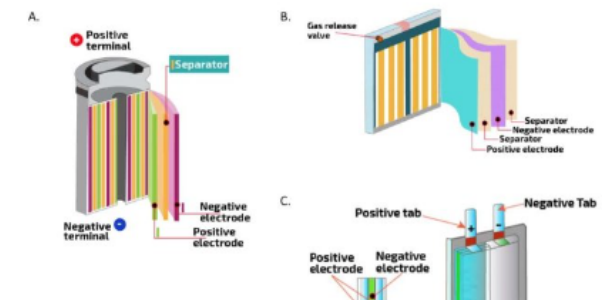 A.
+ Positive
terminal
Separator
Negative
electrode
Positive
electrode
Negative
terminal -
B.
Gas release
valve
Separator
Negative electrode
Separator
Positive electrode
C.
Positive tab
Negative Tab
+ -
Positive
electrode
Negative
electrode